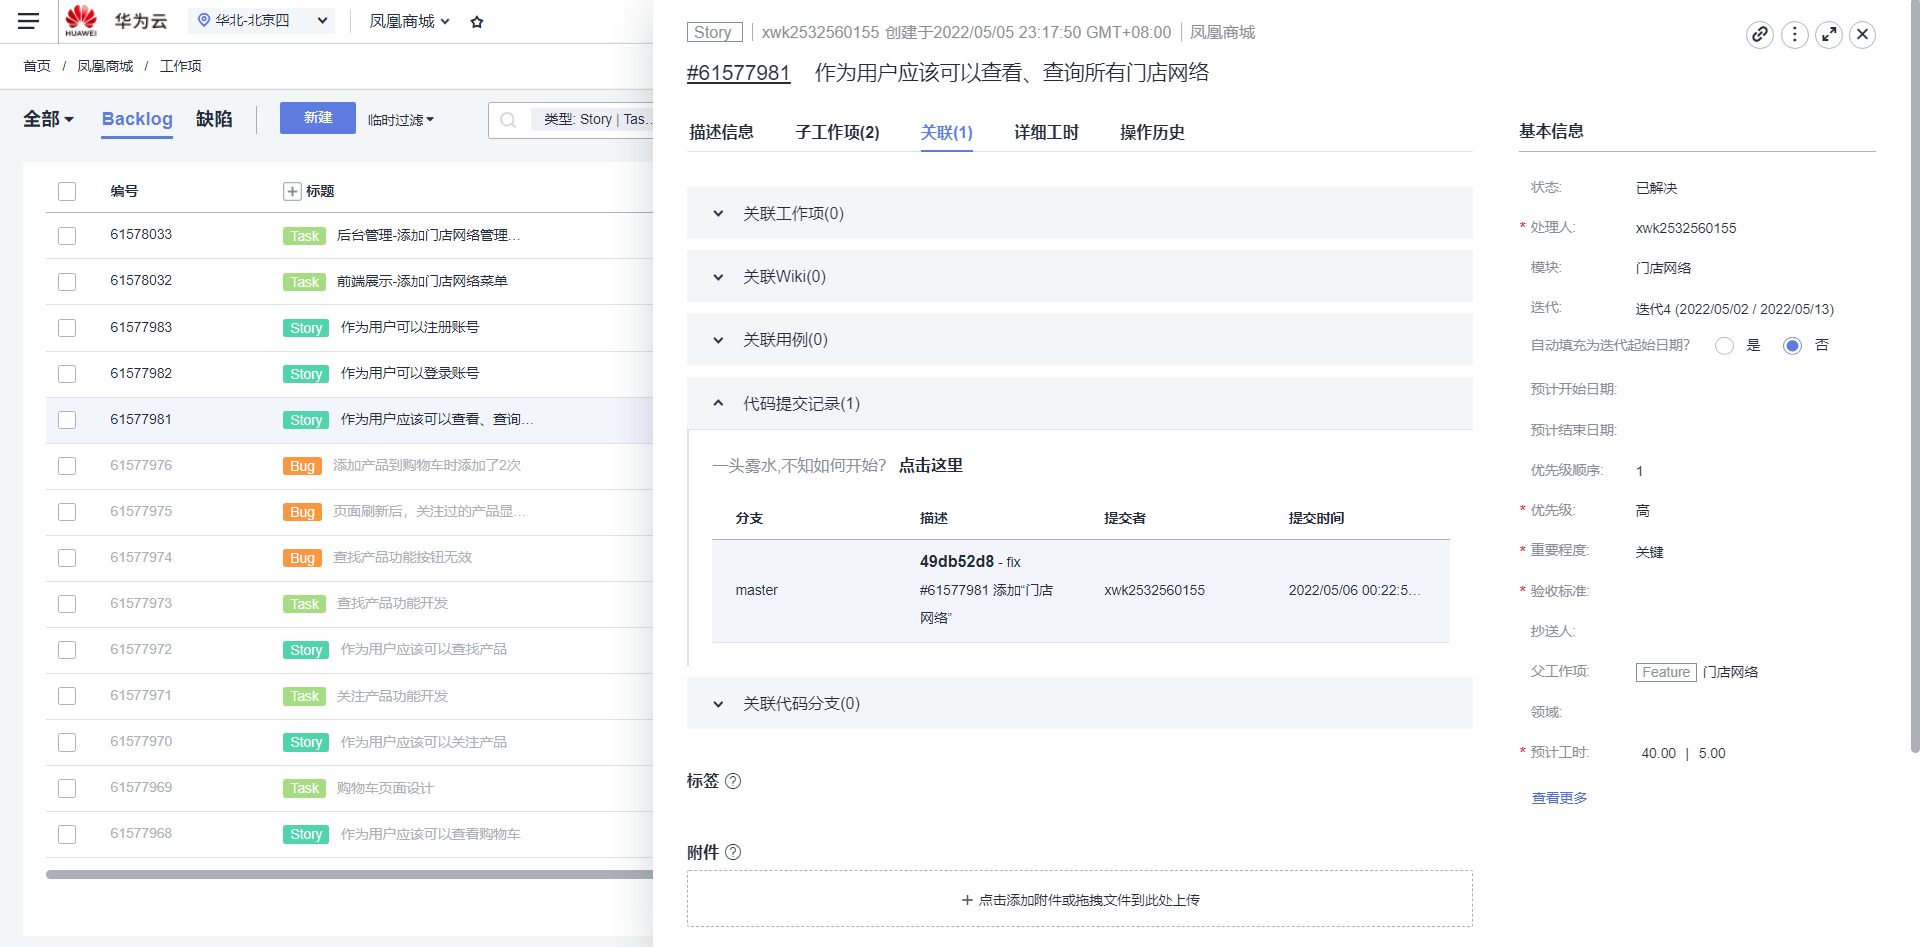 HUAWEI
华为云
华北-北京四
凤凰商城
首页 / 凤凰商城 / 工作项
全部
Backlog
缺陷
新建
临时过滤
类型: Story | Tas...
编号
标题
61578033 Task 后台管理-添加门店网络管理...
61578032 Task 前端展示-添加门店网络菜单
61577983 Story 作为用户可以注册账号
61577982 Story 作为用户可以登录账号
61577981 Story 作为用户应该可以查看、查询...
61577976 Bug 添加产品到购物车时添加了2次
61577975 Bug 页面刷新后，关注过的产品显...
61577974 Bug 查找产品功能按钮无效
61577973 Task 查找产品功能开发
61577972 Story 作为用户应该可以查找产品
61577971 Task 关注产品功能开发
61577970 Story 作为用户应该可以关注产品
61577969 Task 购物车页面设计
61577968 Story 作为用户应该可以查看购物车
Story xwk2532560155 创建于2022/05/05 23:17:50 GMT+08:00 凤凰商城
#61577981 作为用户应该可以查看、查询所有门店网络
描述信息 子工作项(2) 关联(1) 详细工时 操作历史
关联工作项(0)
关联Wiki(0)
关联用例(0)
代码提交记录(1)
一头雾水,不知如何开始? 点击这里
分支 描述 提交者 提交时间
master
49db52d8 - fix
#61577981 添加“门店
网络”
xwk2532560155
2022/05/06 00:22:5...
关联代码分支(0)
标签 ?
附件 ?
+ 点击添加附件或拖拽文件到此处上传
基本信息
状态: 已解决
* 处理人: xwk2532560155
模块: 门店网络
迭代: 迭代4 (2022/05/02 / 2022/05/13)
自动填充为迭代起始日期? 是 否
预计开始日期:
预计结束日期:
优先级顺序: 1
* 优先级: 高
* 重要程度: 关键
* 验收标准:
抄送人:
父工作项: Feature 门店网络
领域:
* 预计工时: 40.00 | 5.00
查看更多